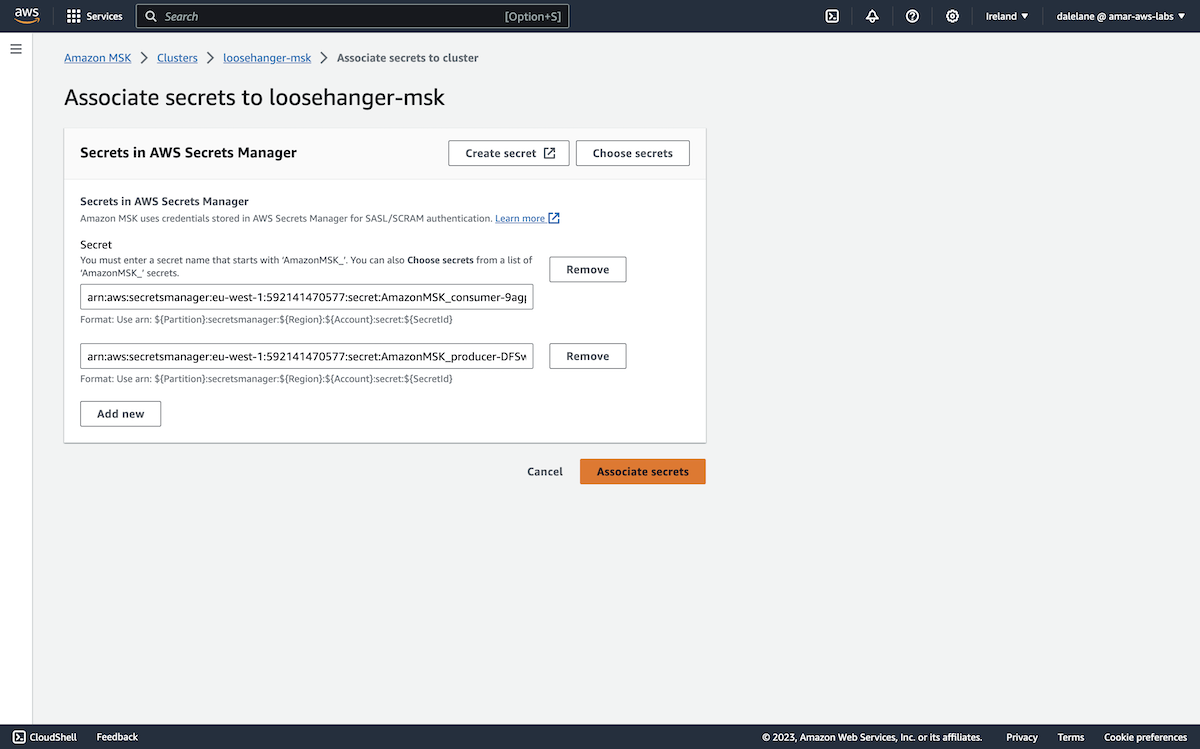 aws
Services
Search
[Option+S]
Ireland ▼
dalelane @ amar-aws-labs ▼
Amazon MSK > Clusters > loosehanger-msk > Associate secrets to cluster
Associate secrets to loosehanger-msk
Secrets in AWS Secrets Manager
Create secret
Choose secrets
Secrets in AWS Secrets Manager
Amazon MSK uses credentials stored in AWS Secrets Manager for SASL/SCRAM authentication. Learn more
Secret
You must enter a secret name that starts with ‘AmazonMSK_’. You can also Choose secrets from a list of
‘AmazonMSK_’ secrets.
Remove
arn:aws:secretsmanager:eu-west-1:592141470577:secret:AmazonMSK_consumer-9agp
Format: Use arn: ${Partition}:secretsmanager:${Region}:${Account}:secret:${SecretId}
arn:aws:secretsmanager:eu-west-1:592141470577:secret:AmazonMSK_producer-DFSw
Remove
Format: Use arn: ${Partition}:secretsmanager:${Region}:${Account}:secret:${SecretId}
Add new
Cancel
Associate secrets
CloudShell
Feedback
© 2023, Amazon Web Services, Inc. or its affiliates.
Privacy
Terms
Cookie preferences